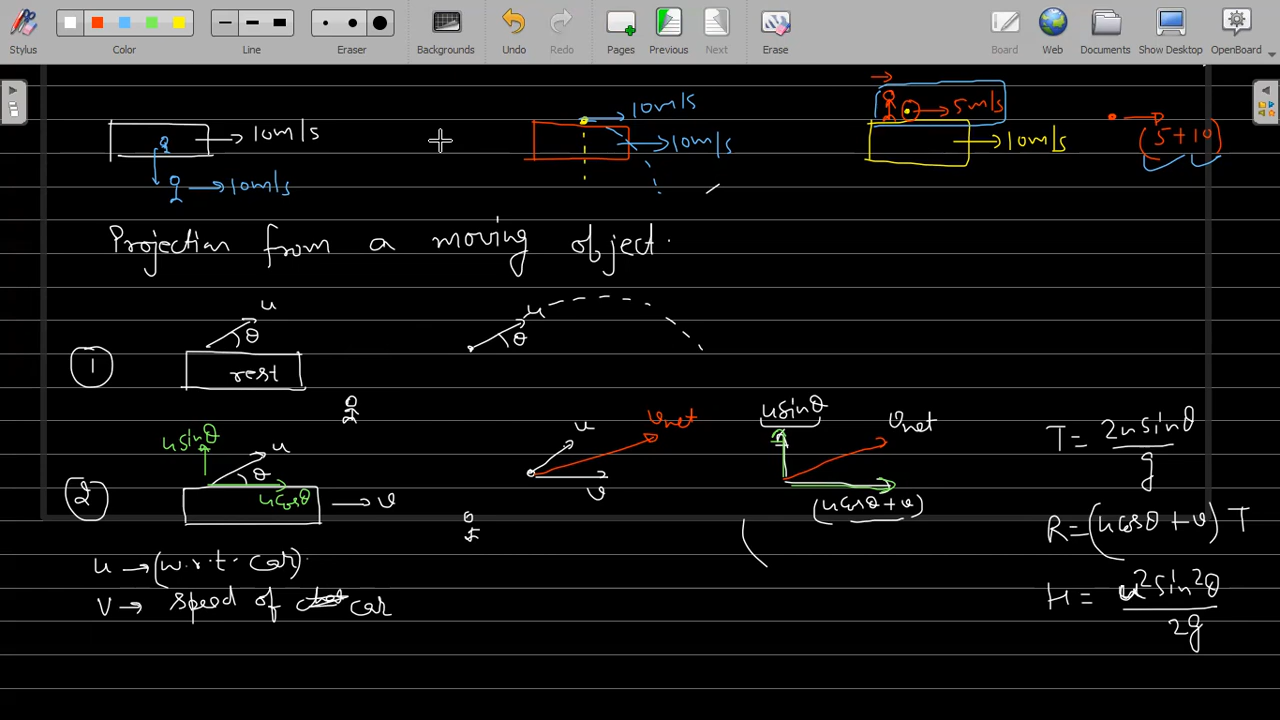 Stylus Color Line Eraser Backgrounds Undo Redo Pages Previous Next Erase Board Web Documents Show Desktop OpenBoard
10m/s 10m/s 5m/s
10m/s 10m/s 10m/s (5+10)
10m/s
Projection from a moving object.
u u
1 θ θ
rest
usinθ u u vnet usinθ vnet T = 2usinθ/g
2 θ ucosθ v v (ucosθ+v)
R = (ucosθ+v) T
u → (w.r.t. car)
H = u²sin²θ/2g
V → speed of car